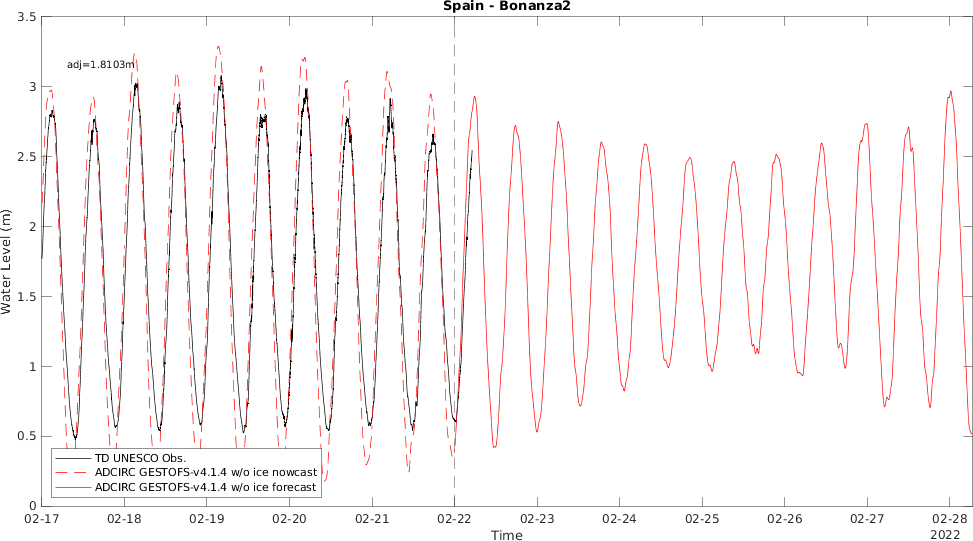 Spain - Bonanza2
3.5
3
2.5
2
1.5
1
0.5
0
Water Level (m)
adj=1.8103m
TD UNESCO Obs.
ADCIRC GESTOFS-v4.1.4 w/o ice nowcast
ADCIRC GESTOFS-v4.1.4 w/o ice forecast
02-17 02-18 02-19 02-20 02-21 02-22 02-23 02-24 02-25 02-26 02-27 02-28
Time
2022